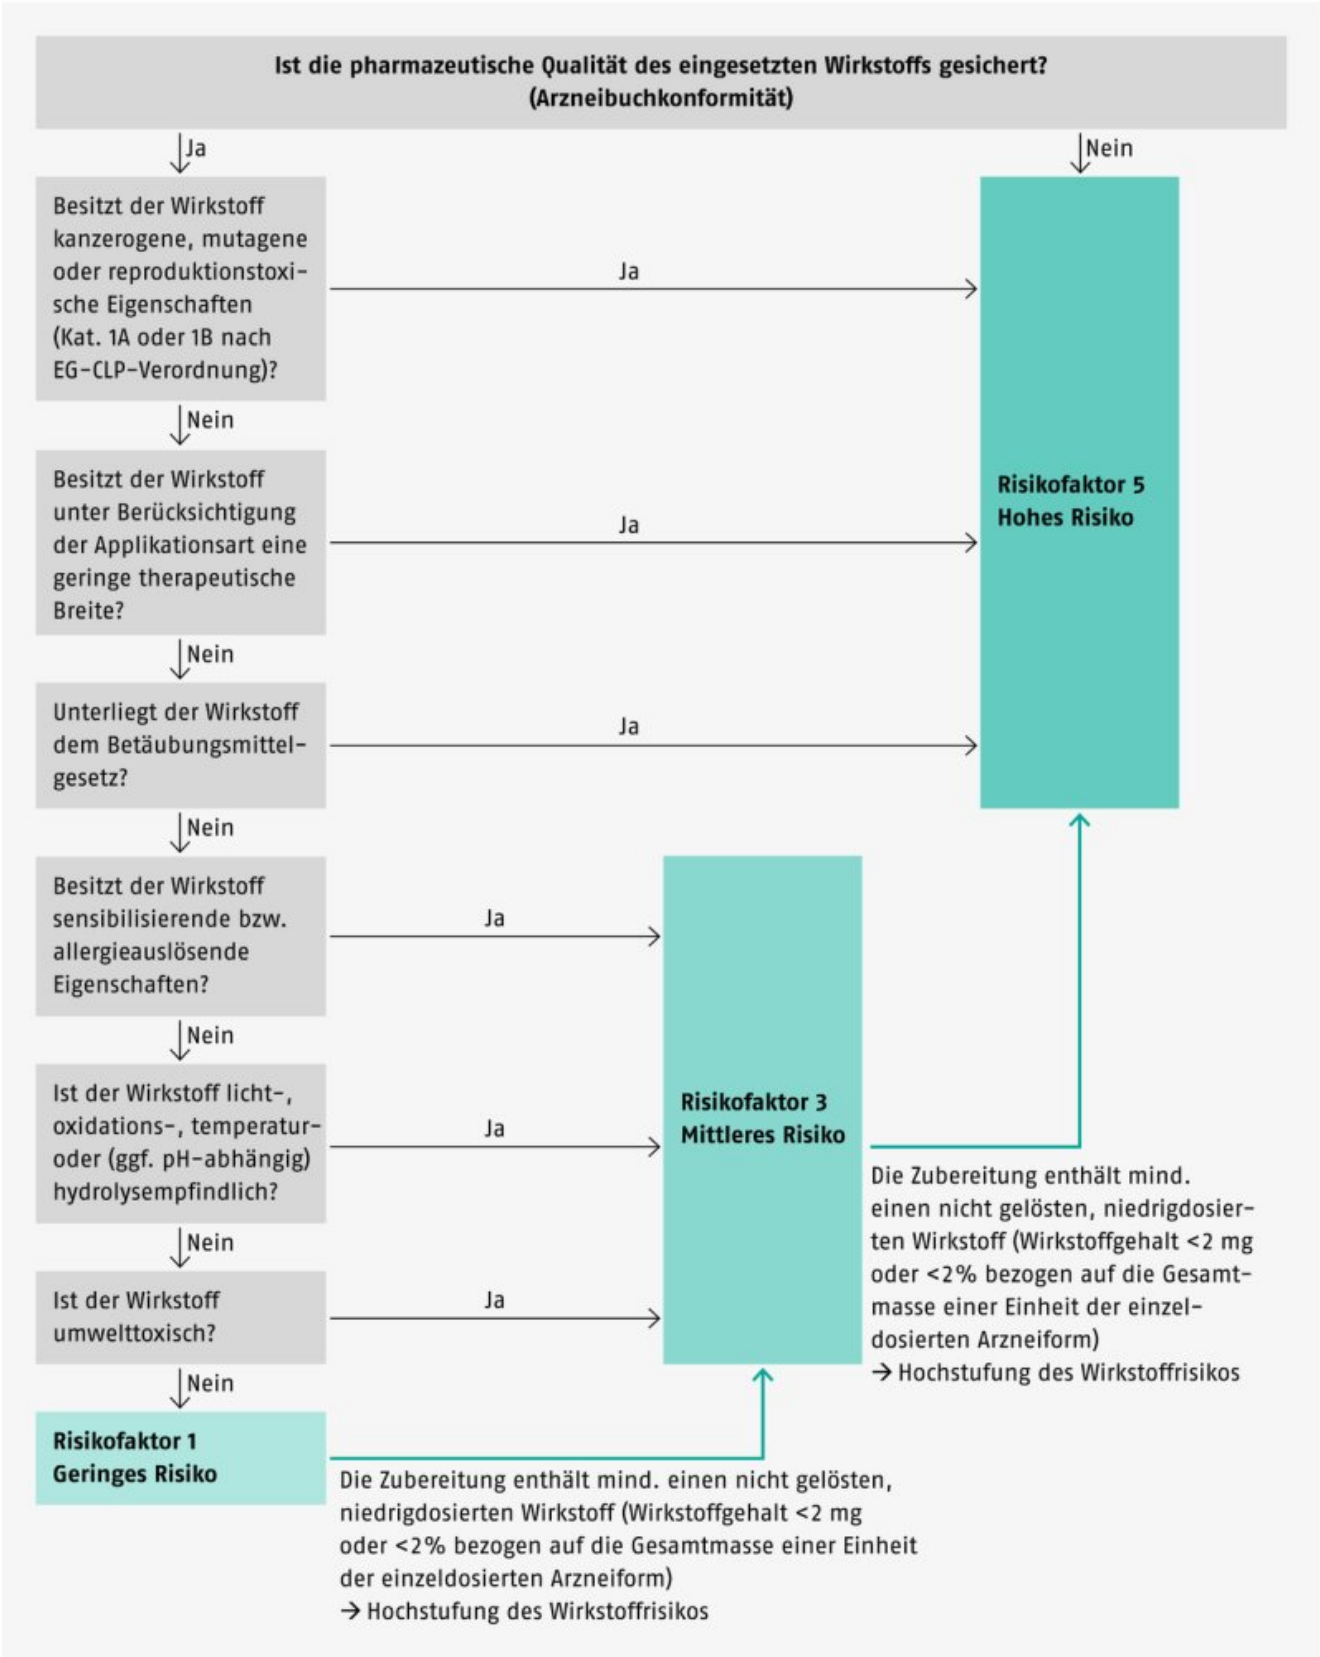 Ist die pharmazeutische Qualität des eingesetzten Wirkstoffs gesichert?
(Arzneibuchkonformität)
Ja
Nein
Besitzt der Wirkstoff
kanzerogene, mutagene
oder reproduktionstoxi-
sche Eigenschaften
(Kat. 1A oder 1B nach
EG-CLP-Verordnung)?
Ja
Nein
Besitzt der Wirkstoff
unter Berücksichtigung
der Applikationsart eine
geringe therapeutische
Breite?
Ja
Risikofaktor 5
Hohes Risiko
Nein
Unterliegt der Wirkstoff
dem Betäubungsmittel-
gesetz?
Ja
Nein
Besitzt der Wirkstoff
sensibilisierende bzw.
allergieauslösende
Eigenschaften?
Ja
Nein
Ist der Wirkstoff licht-,
oxidations-, temperatur-
oder (ggf. pH-abhängig)
hydrolysempfindlich?
Ja
Risikofaktor 3
Mittleres Risiko
Die Zubereitung enthält mind.
einen nicht gelösten, niedrigdosier-
ten Wirkstoff (Wirkstoffgehalt <2 mg
oder <2% bezogen auf die Gesamt-
masse einer Einheit der einzel-
dosierten Arzneiform)
→ Hochstufung des Wirkstoffrisikos
Nein
Ist der Wirkstoff
umwelttoxisch?
Ja
Nein
Risikofaktor 1
Geringes Risiko
Die Zubereitung enthält mind. einen nicht gelösten,
niedrigdosierten Wirkstoff (Wirkstoffgehalt <2 mg
oder <2% bezogen auf die Gesamtmasse einer Einheit
der einzeldosierten Arzneiform)
→ Hochstufung des Wirkstoffrisikos